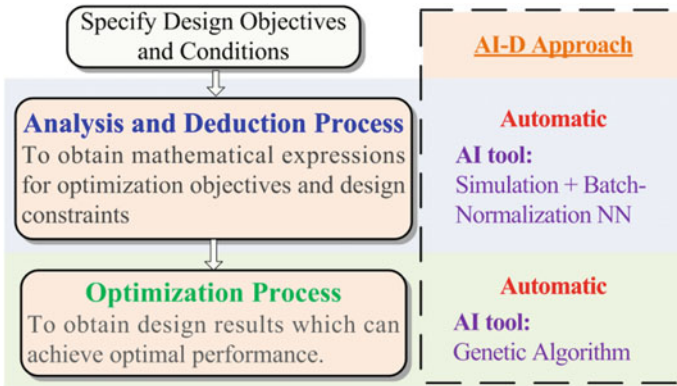 Specify Design Objectives
and Conditions
AI-D Approach
Analysis and Deduction Process
To obtain mathematical expressions
for optimization objectives and design
constraints
Automatic
AI tool:
Simulation + Batch-
Normalization NN
Optimization Process
To obtain design results which can
achieve optimal performance.
Automatic
AI tool:
Genetic Algorithm